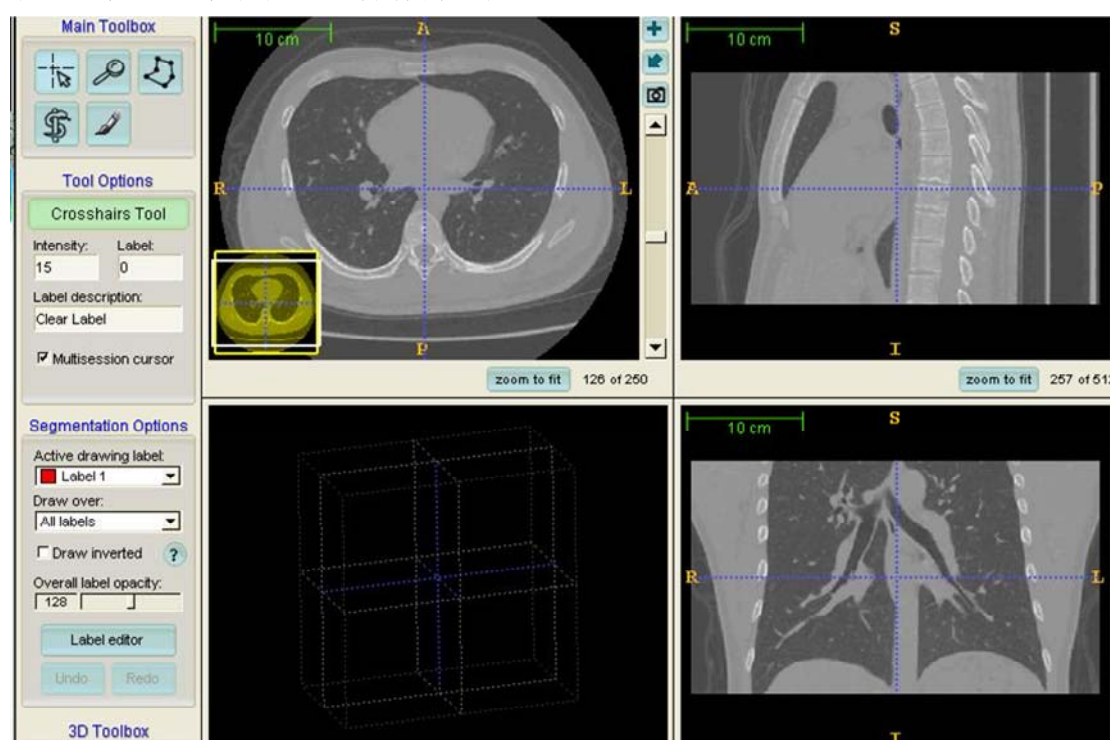 Main Toolbox
Tool Options
Crosshairs Tool
Intensity: Label:
15 0
Label description:
Clear Label
Multisession cursor
Segmentation Options
Active drawing label:
Label 1
Draw over:
All labels
Draw inverted ?
Overall label opacity:
128
Label editor
Undo Redo
3D Toolbox
10 cm
A
R
L
P
zoom to fit 126 of 250
10 cm
S
A
P
I
zoom to fit 257 of 512
10 cm
S
R
L
I